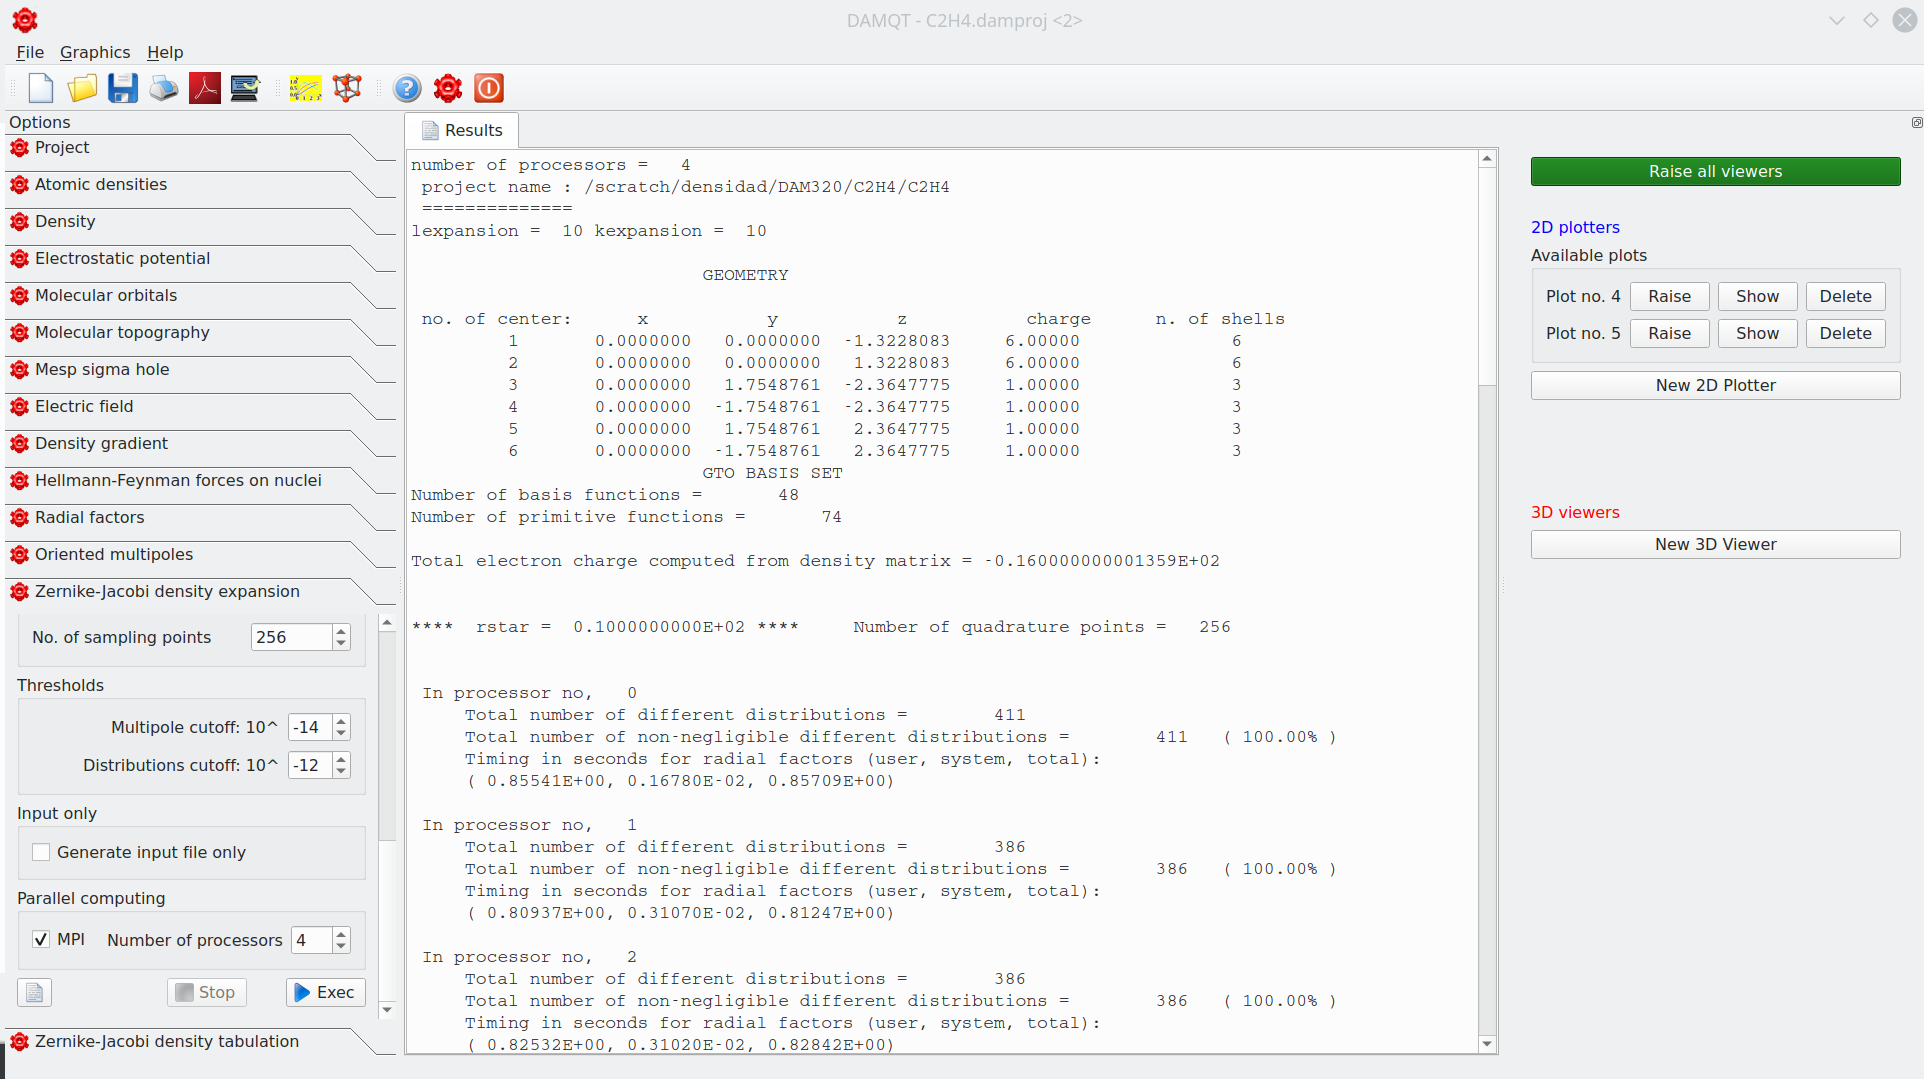 DAMQT - C2H4.damproj <2>
File Graphics Help
Options
Project
Atomic densities
Density
Electrostatic potential
Molecular orbitals
Molecular topography
Mesp sigma hole
Electric field
Density gradient
Hellmann-Feynman forces on nuclei
Radial factors
Oriented multipoles
Zernike-Jacobi density expansion
No. of sampling points 256
Thresholds
Multipole cutoff: 10^ -14
Distributions cutoff: 10^ -12
Input only
Generate input file only
Parallel computing
MPI Number of processors 4
Stop Exec
Zernike-Jacobi density tabulation
Results
number of processors = 4
project name : /scratch/densidad/DAM320/C2H4/C2H4
==============
lexpansion = 10 kexpansion = 10
GEOMETRY
no. of center: x y z charge n. of shells
1 0.0000000 0.0000000 -1.3228083 6.00000 6
2 0.0000000 0.0000000 1.3228083 6.00000 6
3 0.0000000 1.7548761 -2.3647775 1.00000 3
4 0.0000000 -1.7548761 -2.3647775 1.00000 3
5 0.0000000 1.7548761 2.3647775 1.00000 3
6 0.0000000 -1.7548761 2.3647775 1.00000 3
GTO BASIS SET
Number of basis functions = 48
Number of primitive functions = 74
Total electron charge computed from density matrix = -0.160000000001359E+02
**** rstar = 0.1000000000E+02 **** Number of quadrature points = 256
In processor no, 0
Total number of different distributions = 411
Total number of non-negligible different distributions = 411 ( 100.00% )
Timing in seconds for radial factors (user, system, total):
( 0.85541E+00, 0.16780E-02, 0.85709E+00)
In processor no, 1
Total number of different distributions = 386
Total number of non-negligible different distributions = 386 ( 100.00% )
Timing in seconds for radial factors (user, system, total):
( 0.80937E+00, 0.31070E-02, 0.81247E+00)
In processor no, 2
Total number of different distributions = 386
Total number of non-negligible different distributions = 386 ( 100.00% )
Timing in seconds for radial factors (user, system, total):
( 0.82532E+00, 0.31020E-02, 0.82842E+00)
Raise all viewers
2D plotters
Available plots
Plot no. 4 Raise Show Delete
Plot no. 5 Raise Show Delete
New 2D Plotter
3D viewers
New 3D Viewer